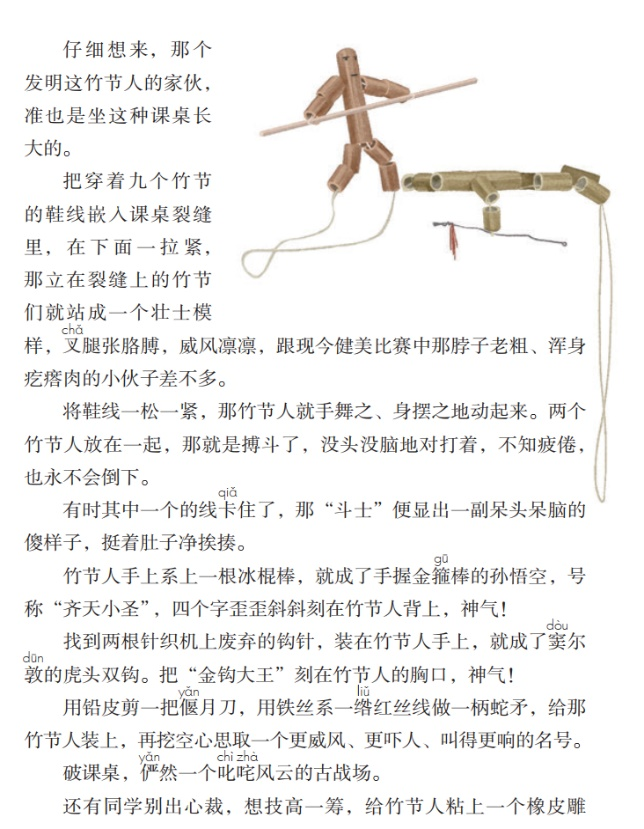 仔细想来，那个
发明这竹节人的家伙，
准也是坐这种课桌长
大的。
把穿着九个竹节
的鞋线嵌入课桌裂缝
里，在下面一拉紧，
那立在裂缝上的竹节
们就站成一个壮士模
chǎ
样，叉腿张胳膊，威风凛凛，跟现今健美比赛中那脖子老粗、浑身
疙瘩肉的小伙子差不多。
将鞋线一松一紧，那竹节人就手舞之、身摆之地动起来。两个
竹节人放在一起，那就是搏斗了，没头没脑地对打着，不知疲倦，
也永不会倒下。
qiǎ
有时其中一个的线卡住了，那“斗士”便显出一副呆头呆脑的
傻样子，挺着肚子净挨揍。
gū
竹节人手上系上一根冰棍棒，就成了手握金箍棒的孙悟空，号
称“齐天小圣”，四个字歪歪斜斜刻在竹节人背上，神气！
dòu
找到两根针织机上废弃的钩针，装在竹节人手上，就成了窦尔
dūn
敦的虎头双钩。把“金钩大王”刻在竹节人的胸口，神气！
yǎn liǔ
用铅皮剪一把偃月刀，用铁丝系一绺红丝线做一柄蛇矛，给那
竹节人装上，再挖空心思取一个更威风、更吓人、叫得更响的名号。
yǎn chì zhà
破课桌，俨然一个叱咤风云的古战场。
还有同学别出心裁，想技高一筹，给竹节人粘上一个橡皮雕